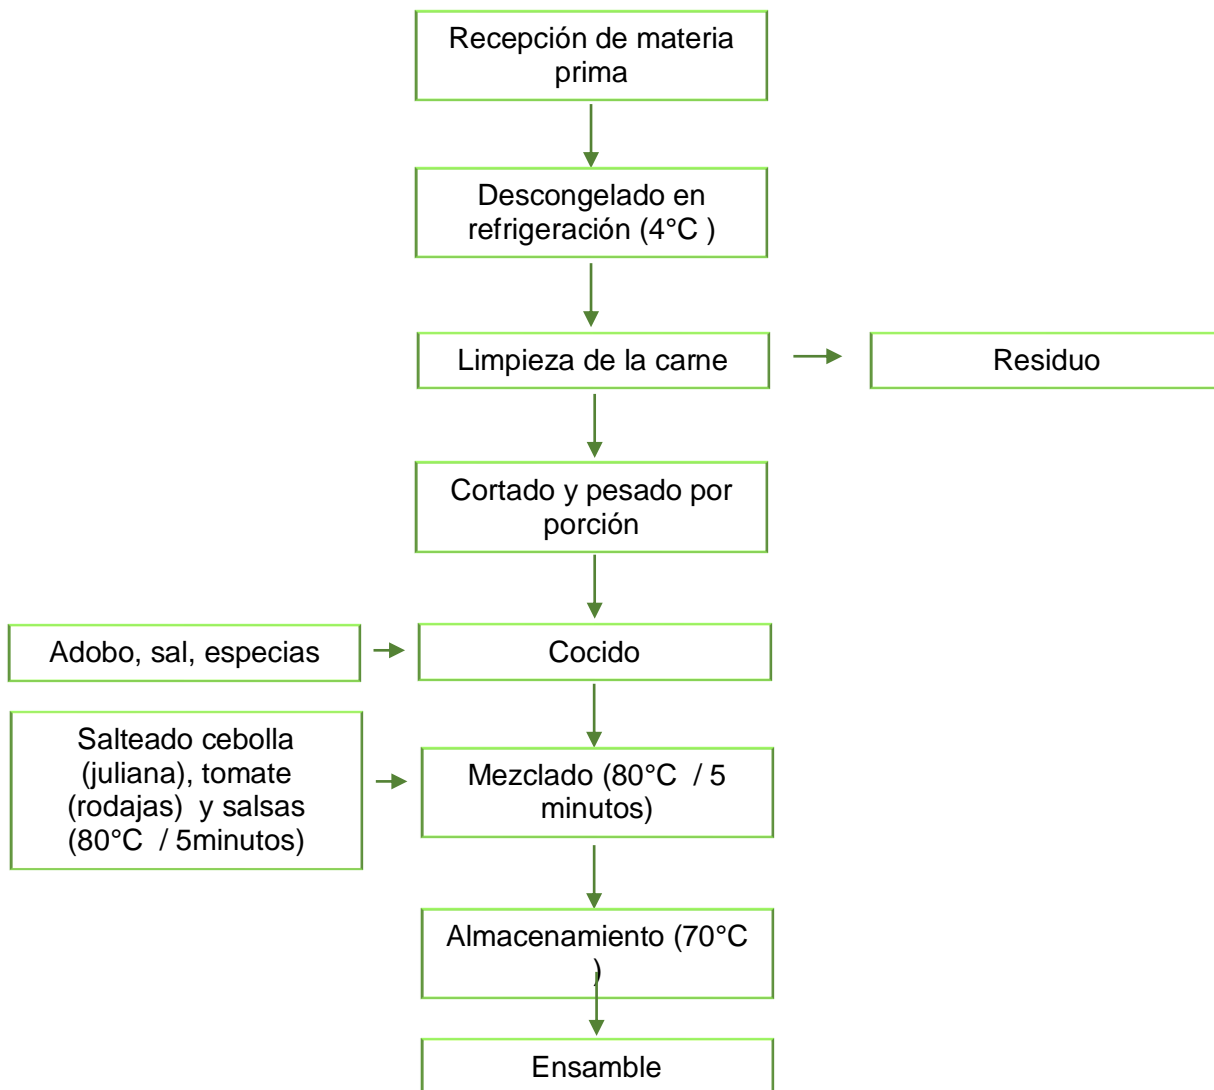 Recepción de materia
prima
Descongelado en
refrigeración (4°C )
Limpieza de la carne
Residuo
Cortado y pesado por
porción
Adobo, sal, especias
Cocido
Salteado cebolla
(juliana), tomate
(rodajas)  y salsas
(80°C  / 5minutos)
Mezclado (80°C  / 5
minutos)
Almacenamiento (70°C
)
Ensamble